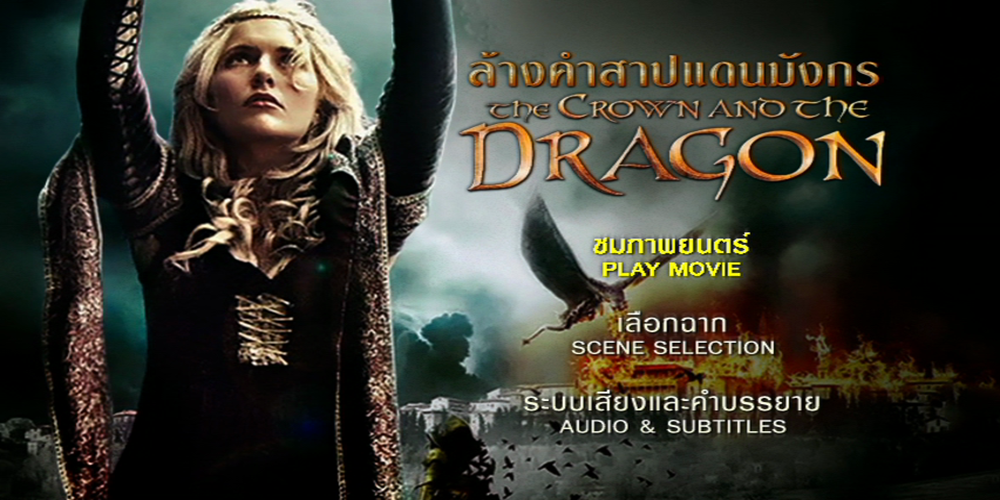 ล้างคำสาปแดนมังกร
THE CROWN AND THE
DRAGON
ชมภาพยนตร์
PLAY MOVIE
เลือกฉาก
SCENE SELECTION
ระบบเสียงและคำบรรยาย
AUDIO & SUBTITLES